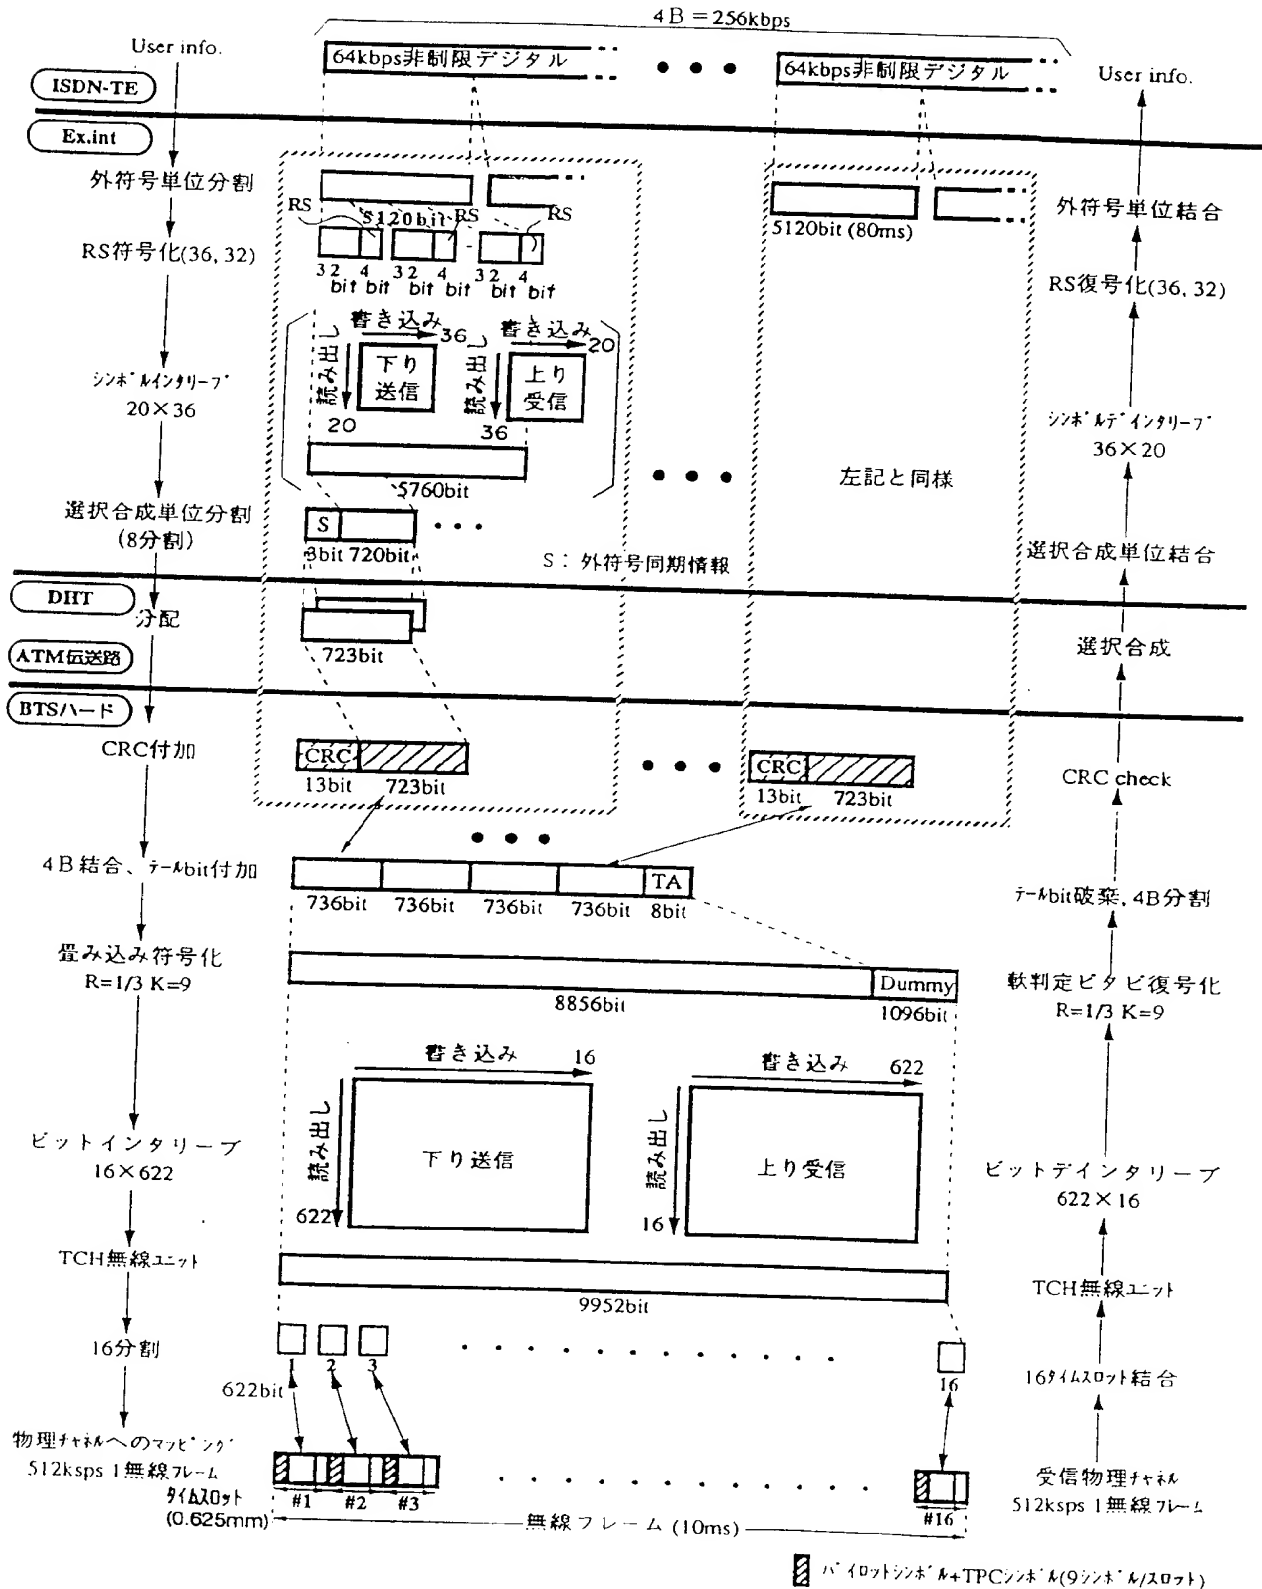 4B=256kbps
User info.
64kbps非制限デジタル
64kbps非制限デジタル
User info.
ISDN-TE
Ex.int
外符号単位分割
RS
5120bit
RS
RS
5120bit (80ms)
外符号単位結合
RS符号化(36, 32)
32bit 4bit 32bit 4bit 32bit 4bit
RS復号化(36, 32)
書き込み 36
読み出し
下り送信
20
書き込み 20
読み出し
上り受信
36
シンボルインタリーブ
20×36
シンボルデインタリーブ
36×20
5760bit
左記と同様
選択合成単位分割
(8分割)
S
3bit 720bit
S: 外符号同期情報
選択合成単位結合
DHT
分配
723bit
選択合成
ATM伝送路
BTSハード
CRC付加
CRC
13bit 723bit
CRC
13bit 723bit
CRC check
4B結合、テールbit付加
TA
736bit 736bit 736bit 736bit 8bit
テールbit破棄, 4B分割
畳み込み符号化
R=1/3 K=9
Dummy
8856bit 1096bit
軟判定ビタビ復号化
R=1/3 K=9
書き込み 16
読み出し
下り送信
622
書き込み 622
読み出し
上り受信
16
ビットインタリーブ
16×622
ビットデインタリーブ
622×16
TCH無線ユニット
9952bit
TCH無線ユニット
16分割
1 2 3 16
622bit
16タイムスロット結合
物理チャネルへのマッピング
512ksps 1無線フレーム
タイムスロット
(0.625mm)
#1 #2 #3 #16
無線フレーム (10ms)
受信物理チャネル
512ksps 1無線フレーム
パイロットシンボル+TPCシンボル(9シンボル/スロット)